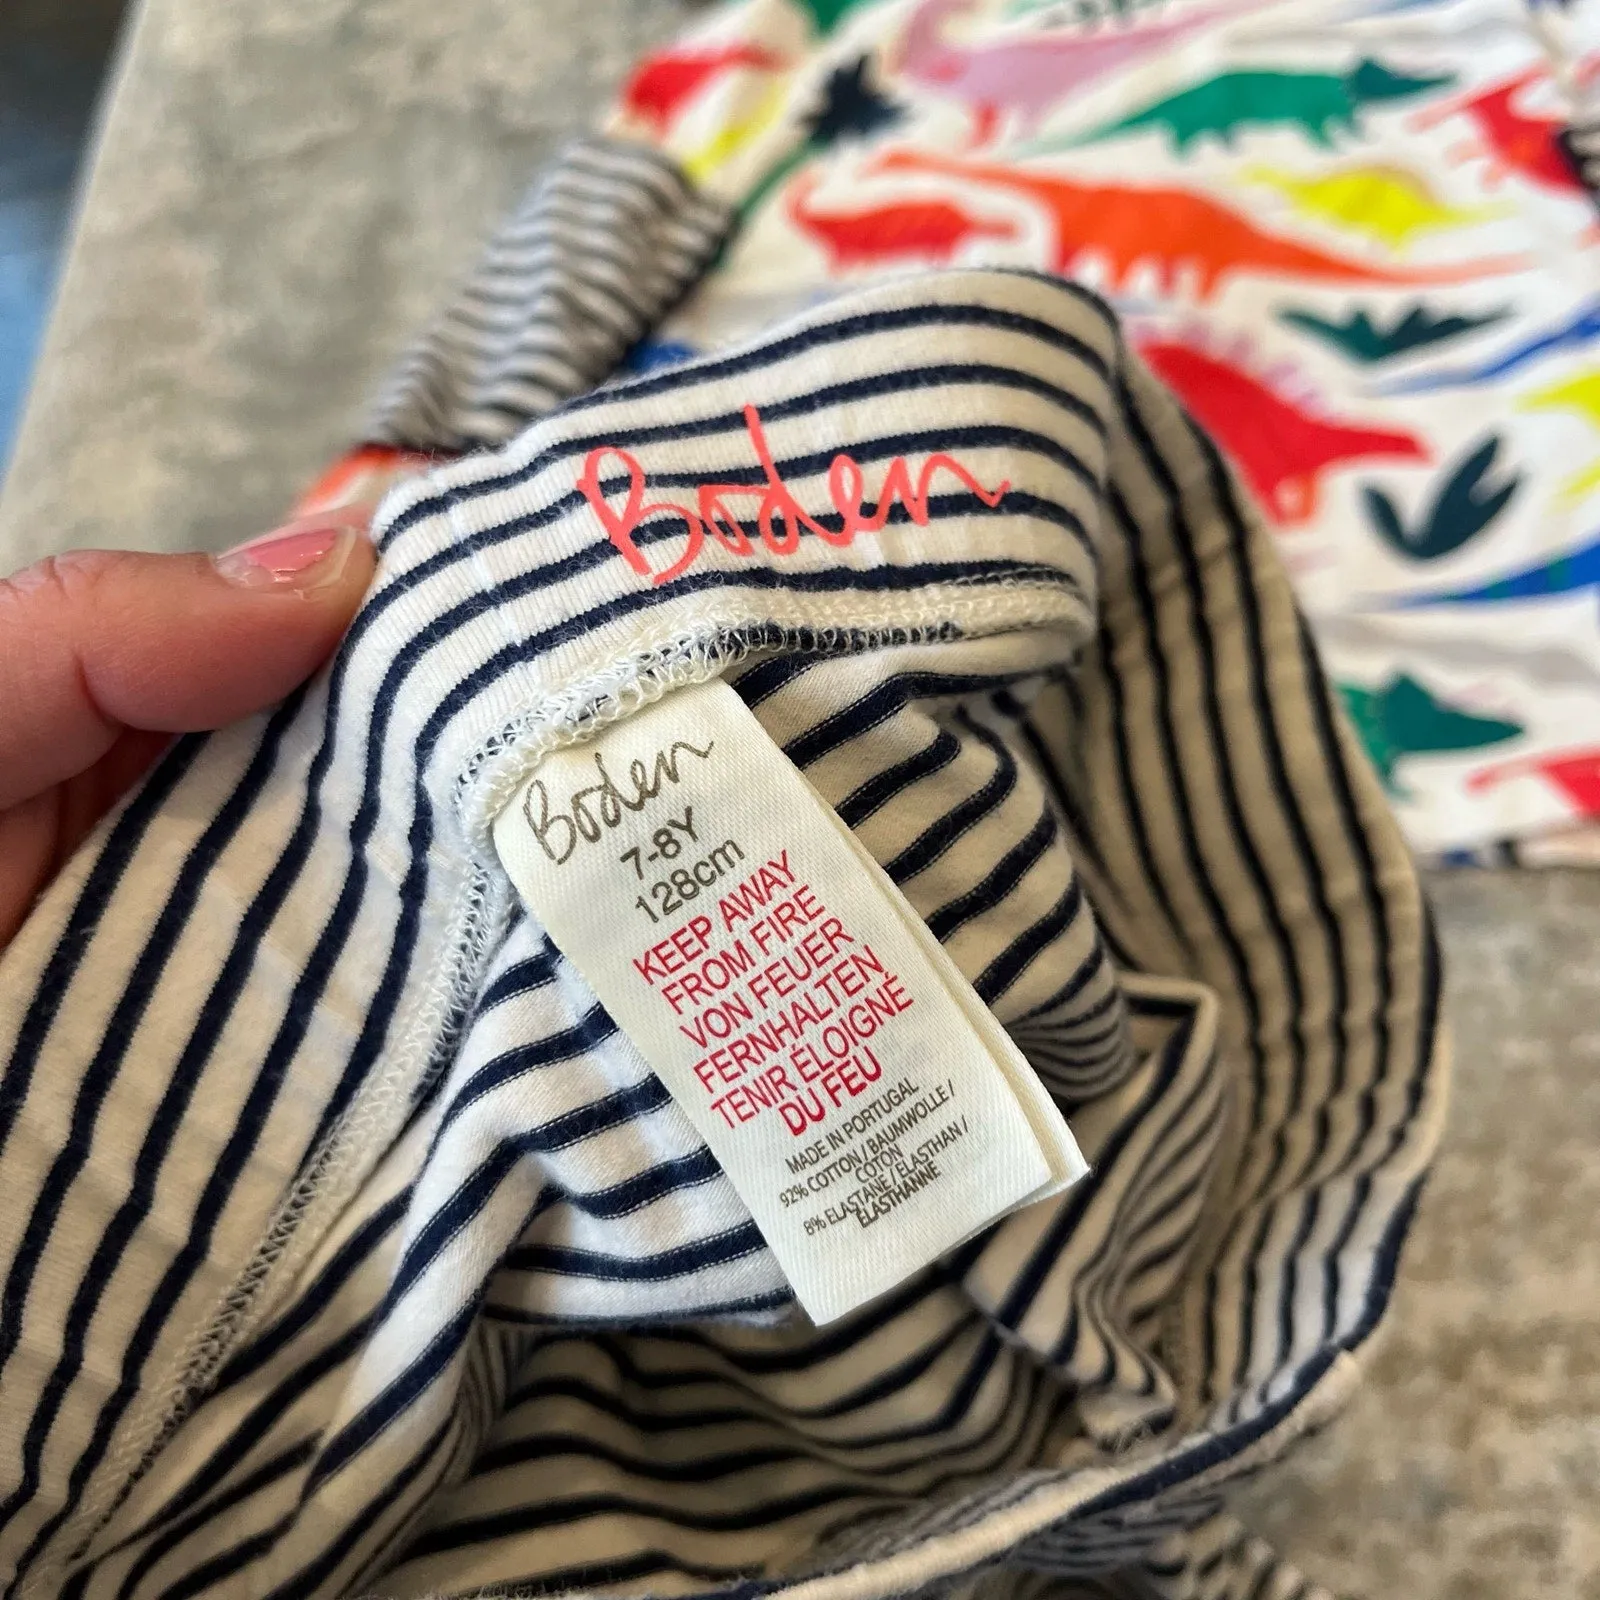 Boden
Boden
7-8Y
128cm
KEEP AWAY
FROM FIRE
VON FEUER
FERNHALTEN
TENIR ÉLOIGNÉ
DU FEU
MADE IN PORTUGAL
92% COTTON / BAUMWOLLE /
COTON
8% ELASTANE / ELASTHAN /
ÉLASTHANNE